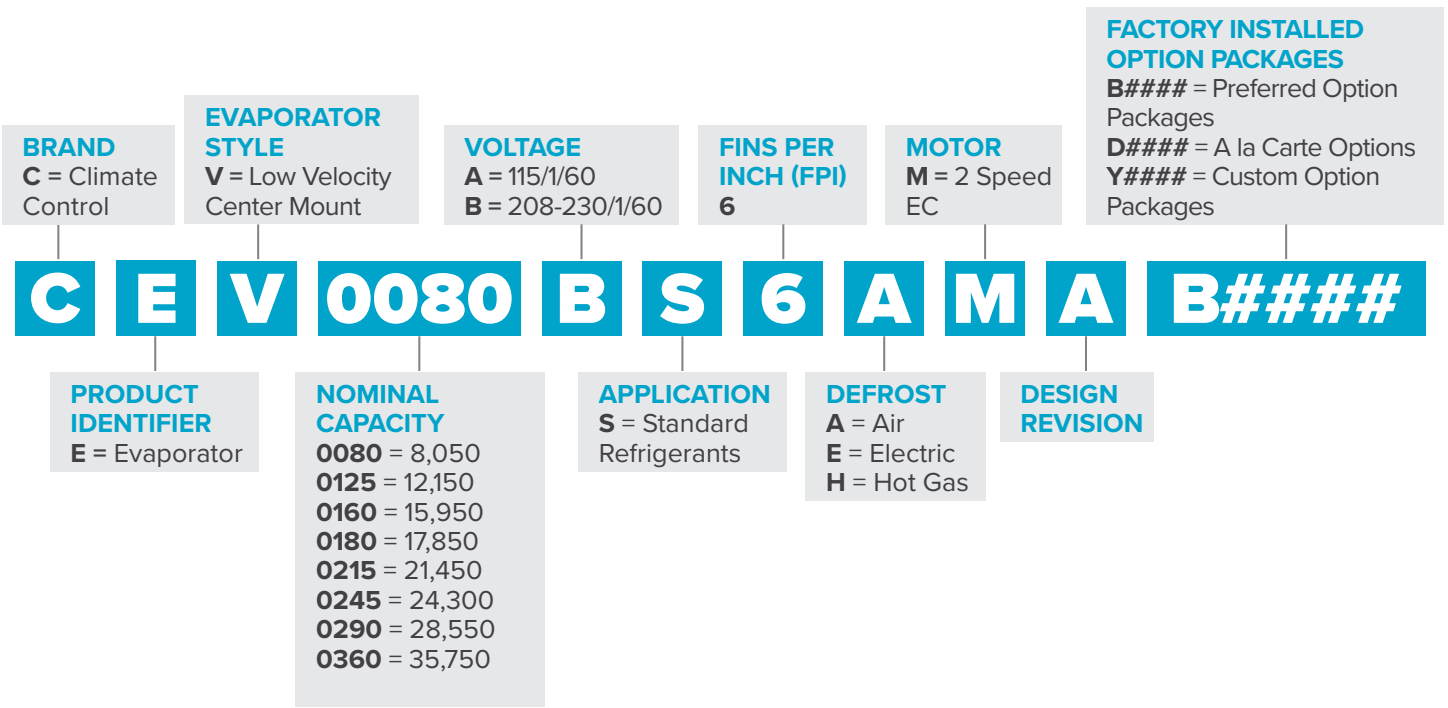 FACTORY INSTALLED
OPTION PACKAGES
B#### = Preferred Option
Packages
D#### = A la Carte Options
Y#### = Custom Option
Packages
EVAPORATOR
STYLE
V = Low Velocity
Center Mount
BRAND
C = Climate
Control
VOLTAGE
A = 115/1/60
B = 208-230/1/60
FINS PER
INCH (FPI)
6
MOTOR
M = 2 Speed
EC
C E V 0080 B S 6 A M A B####
PRODUCT
IDENTIFIER
E = Evaporator
NOMINAL
CAPACITY
0080 = 8,050
0125 = 12,150
0160 = 15,950
0180 = 17,850
0215 = 21,450
0245 = 24,300
0290 = 28,550
0360 = 35,750
APPLICATION
S = Standard
Refrigerants
DEFROST
A = Air
E = Electric
H = Hot Gas
DESIGN
REVISION